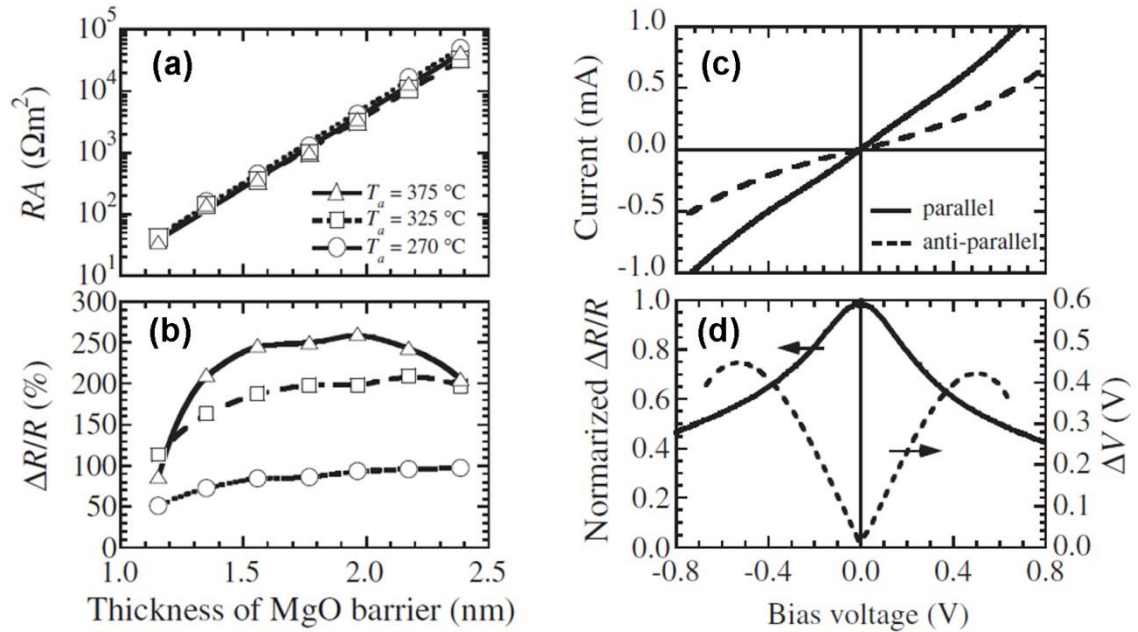 (a)
RA (Ωm²)
10⁵
10⁴
10³
10²
10¹
Tₐ = 375 °C
Tₐ = 325 °C
Tₐ = 270 °C
(b)
ΔR/R (%)
300
250
200
150
100
50
0
1.0 1.5 2.0 2.5
Thickness of MgO barrier (nm)
(c)
Current (mA)
1.0
0.5
0.0
-0.5
-1.0
parallel
anti-parallel
(d)
Normarized ΔR/R
1.0
0.8
0.6
0.4
0.2
0.0
0.6
0.5
0.4
0.3
0.2
0.1
0.0
ΔV (V)
-0.8 -0.4 0.0 0.4 0.8
Bias voltage (V)